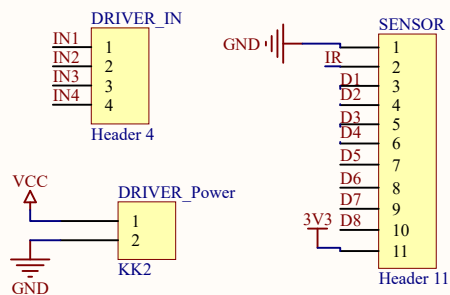 DRIVER_IN
IN1 1
IN2 2
IN3 3
IN4 4
Header 4
VCC
DRIVER_Power
1
2
KK2
GND
SENSOR
GND 1
IR 2
D1 3
D2 4
D3 5
D4 6
D5 7
D6 8
D7 9
D8 10
3V3 11
Header 11